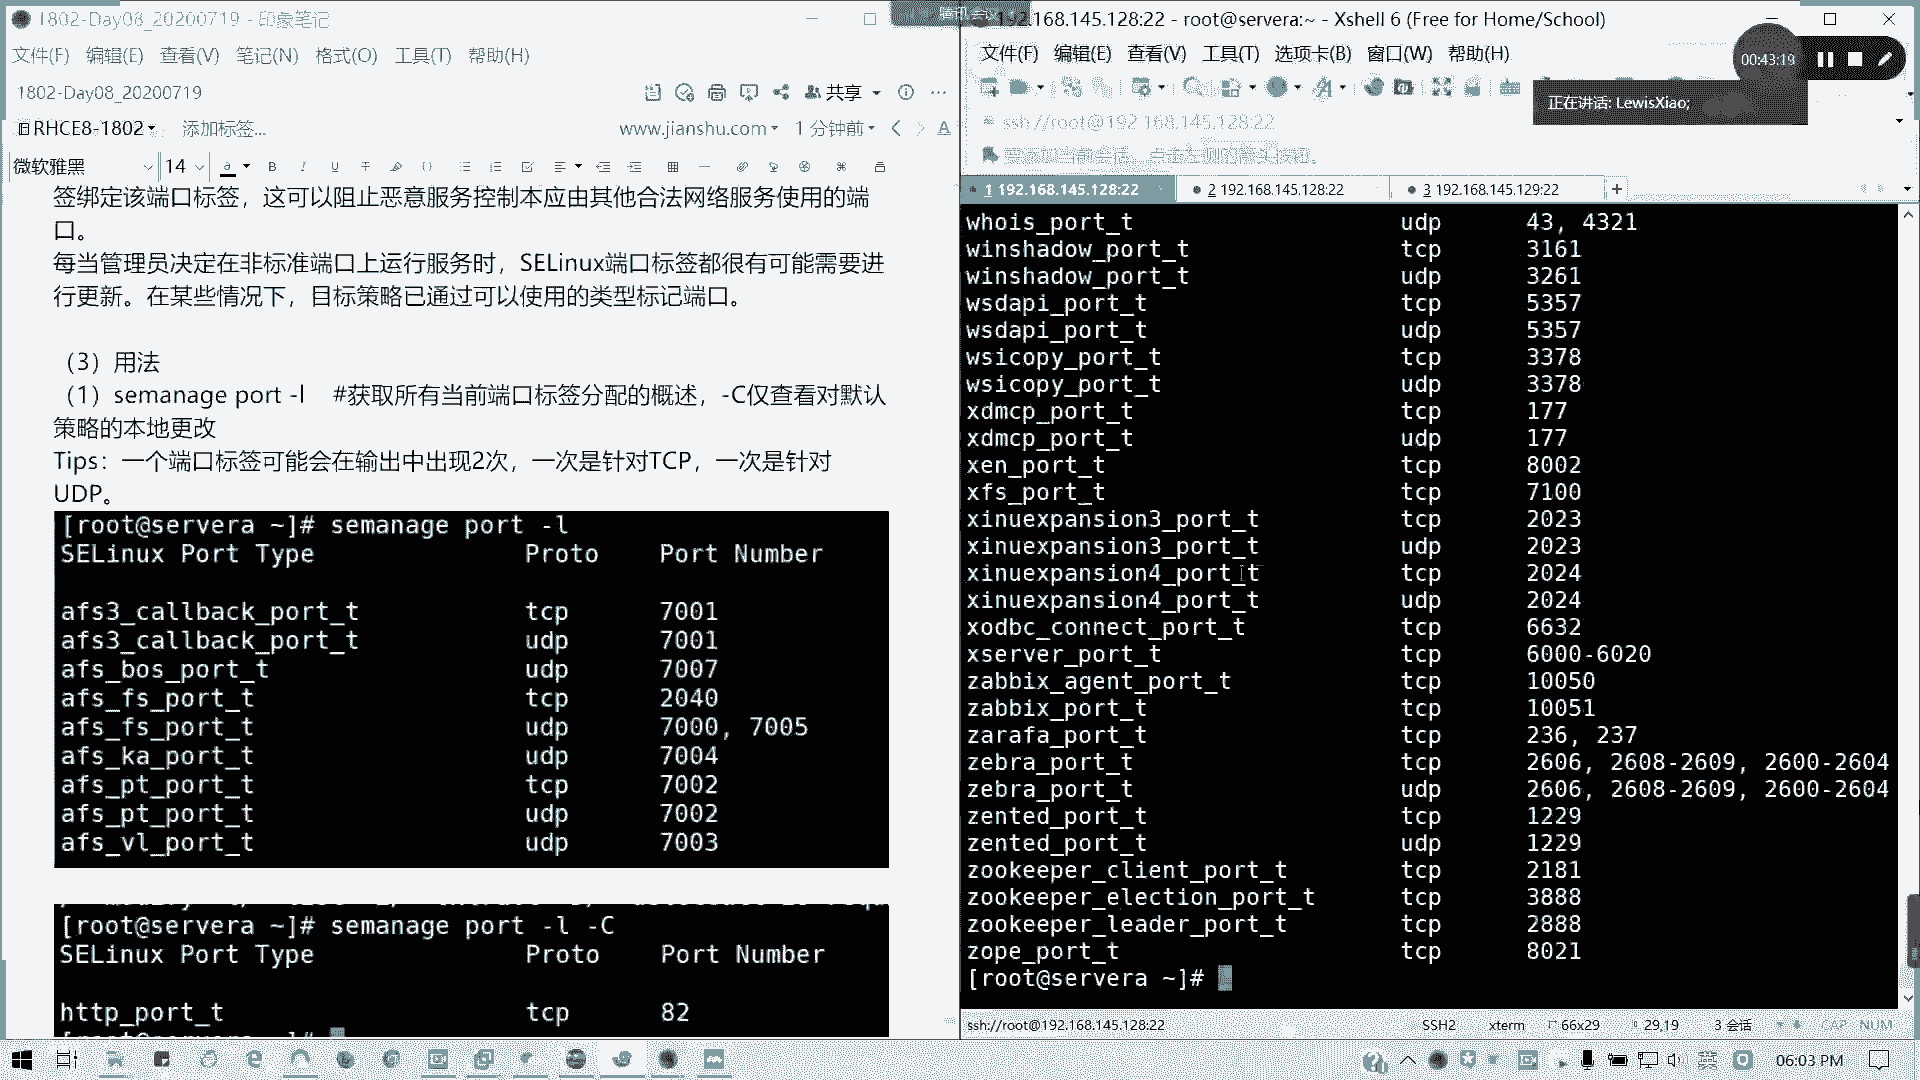 1802-Day08_20200719 - 印象笔记
文件(F) 编辑(E) 查看(V) 笔记(N) 格式(O) 工具(T) 帮助(H)
1802-Day08_20200719
共享
RHCE8-1802
添加标签...
www.jianshu.com
1 分钟前
微软雅黑
14
签绑定该端口标签，这可以阻止恶意服务控制本应由其他合法网络服务使用的端
口。
每当管理员决定在非标准端口上运行服务时，SELinux端口标签都很有可能需要进
行更新。在某些情况下，目标策略已通过可以使用的类型标记端口。
（3）用法
（1）semanage port -l #获取所有当前端口标签分配的概述，-C仅查看对默认
策略的本地更改
Tips：一个端口标签可能会在输出中出现2次，一次是针对TCP，一次是针对
UDP。
[root@servera ~]# semanage port -l
SELinux Port Type Proto Port Number
afs3_callback_port_t tcp 7001
afs3_callback_port_t udp 7001
afs_bos_port_t udp 7007
afs_fs_port_t tcp 2040
afs_fs_port_t udp 7000, 7005
afs_ka_port_t udp 7004
afs_pt_port_t tcp 7002
afs_pt_port_t udp 7002
afs_vl_port_t udp 7003
[root@servera ~]# semanage port -l -C
SELinux Port Type Proto Port Number
http_port_t tcp 82
腾讯会议
192.168.145.128:22 - root@servera:~ - Xshell 6 (Free for Home/School)
文件(F) 编辑(E) 查看(V) 工具(T) 选项卡(B) 窗口(W) 帮助(H)
00:43:19
正在讲话: LewisXiao;
ssh://root@192.168.145.128:22
要添加当前会话，点击左侧的箭头按钮。
1 192.168.145.128:22
2 192.168.145.128:22
3 192.168.145.129:22
whois_port_t udp 43, 4321
winshadow_port_t tcp 3161
winshadow_port_t udp 3261
wsdapi_port_t tcp 5357
wsdapi_port_t udp 5357
wsicopy_port_t tcp 3378
wsicopy_port_t udp 3378
xdmcp_port_t tcp 177
xdmcp_port_t udp 177
xen_port_t tcp 8002
xfs_port_t tcp 7100
xinuexpansion3_port_t tcp 2023
xinuexpansion3_port_t udp 2023
xinuexpansion4_port_t tcp 2024
xinuexpansion4_port_t udp 2024
xodbc_connect_port_t tcp 6632
xserver_port_t tcp 6000-6020
zabbix_agent_port_t tcp 10050
zabbix_port_t tcp 10051
zarafa_port_t tcp 236, 237
zebra_port_t tcp 2606, 2608-2609, 2600-2604
zebra_port_t udp 2606, 2608-2609, 2600-2604
zented_port_t tcp 1229
zented_port_t udp 1229
zookeeper_client_port_t tcp 2181
zookeeper_election_port_t tcp 3888
zookeeper_leader_port_t tcp 2888
zope_port_t tcp 8021
[root@servera ~]#
ssh://root@192.168.145.128:22 SSH2 xterm 66x29 29,19 3 会话 CAP NUM
英 06:03 PM